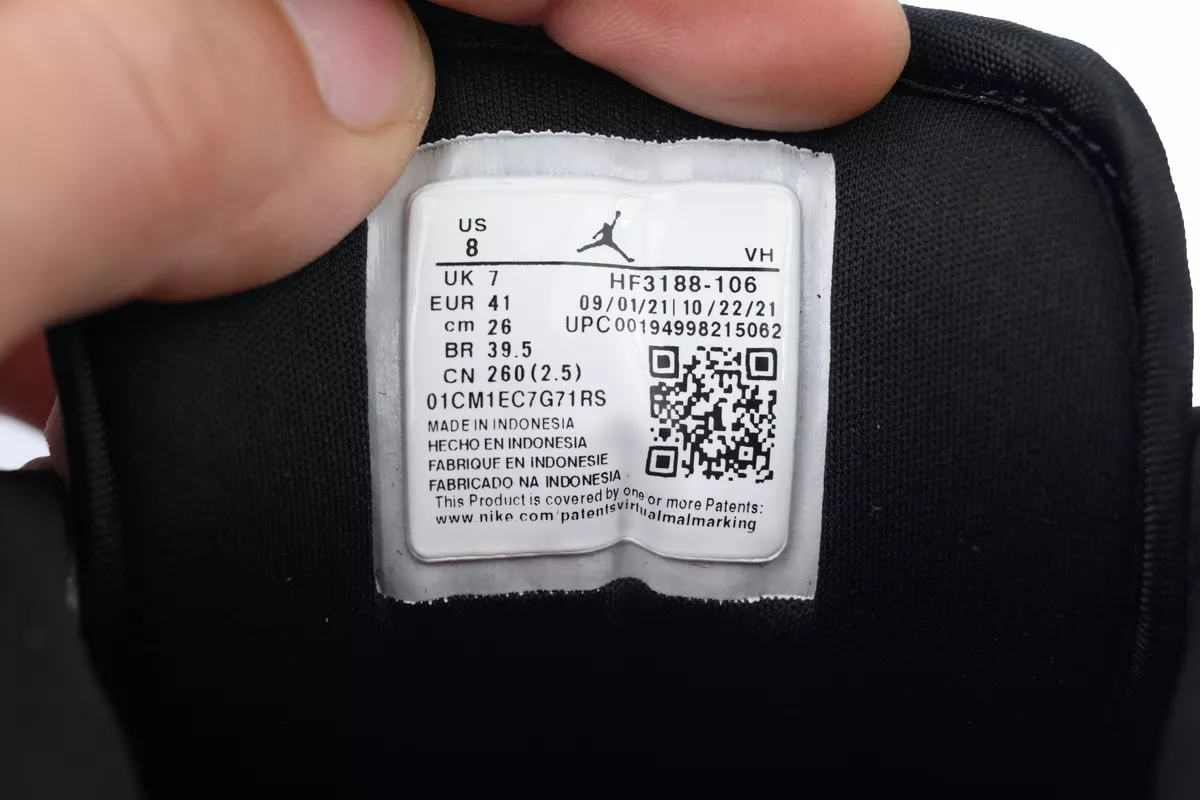 US
8
VH
UK 7
HF3188-106
EUR 41
09/01/21| 10/22/21
cm 26
UPC00194998215062
BR 39.5
CN 260(2.5)
01CM1EC7G71RS
MADE IN INDONESIA
HECHO EN INDONESIA
FABRIQUE EN INDONESIE
FABRICADO NA INDONESIA
This Product is covered by one or more Patents:
www.nike.com/patentsvirtualmalmarking